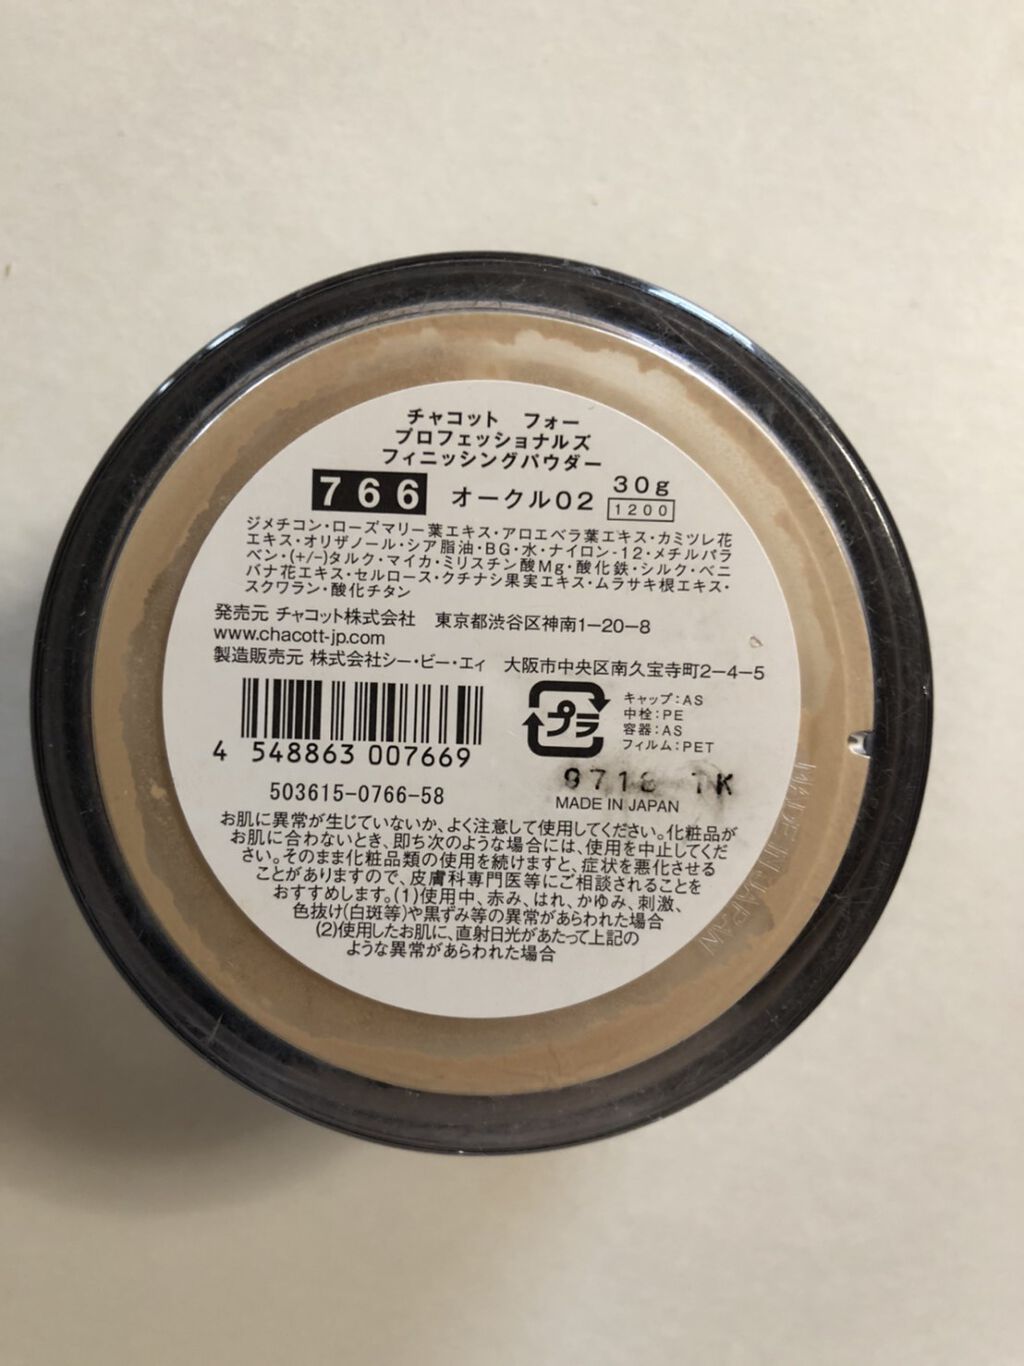 チャコット フォー
プロフェッショナルズ
フィニッシングパウダー
766 オークル02 30g
1200
ジメチコン・ローズマリー葉エキス・アロエベラ葉エキス・カミツレ花
エキス・オリザノール・シア脂油・BG・水・ナイロン-12・メチルパラ
ベン・(+/-)タルク・マイカ・ミリスチン酸Mg・酸化鉄・シルク・ベニ
バナ花エキス・セルロース・クチナシ果実エキス・ムラサキ根エキス・
スクワラン・酸化チタン
発売元 チャコット株式会社 東京都渋谷区神南1-20-8
www.chacott-jp.com
製造販売元 株式会社シー・ビー・エィ 大阪市中央区南久宝寺町2-4-5
プラ
キャップ:AS
中栓:PE
容器:AS
フィルム:PET
4 548863 007669
9718 TK
503615-0766-58
MADE IN JAPAN
お肌に異常が生じていないか、よく注意して使用してください。化粧品が
お肌に合わないとき、即ち次のような場合には、使用を中止してくだ
さい。そのまま化粧品類の使用を続けますと、症状を悪化させる
ことがありますので、皮膚科専門医等にご相談されることを
おすすめします。(1)使用中、赤み、はれ、かゆみ、刺激、
色抜け(白斑等)や黒ずみ等の異常があらわれた場合
(2)使用したお肌に、直射日光があたって上記の
ような異常があらわれた場合
MADE IN JAPAN